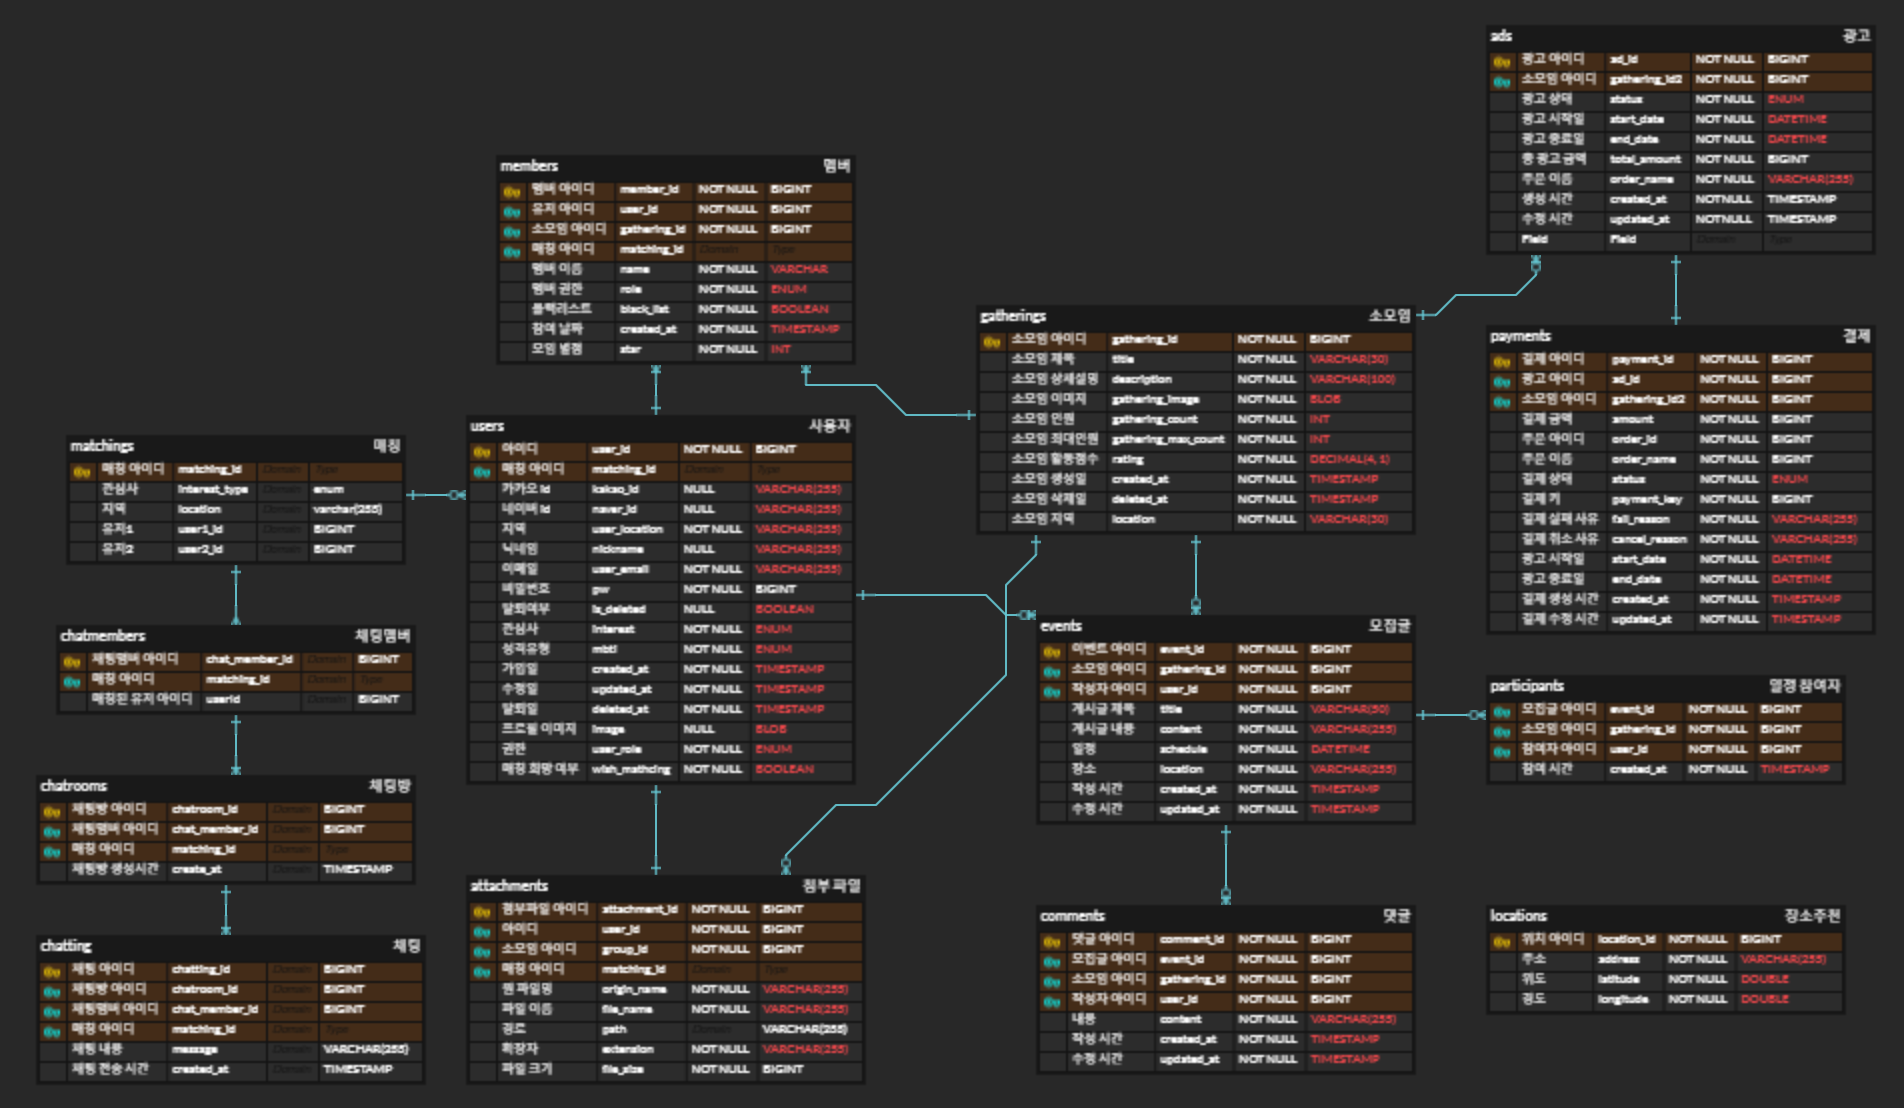 ads 광고
광고 아이디 ad_id NOT NULL BIGINT
소모임 아이디 gathering_id2 NOT NULL BIGINT
광고 상태 status NOT NULL ENUM
광고 시작일 start_date NOT NULL DATETIME
광고 종료일 end_date NOT NULL DATETIME
총 광고 금액 total_amount NOT NULL BIGINT
주문 이름 order_name NOT NULL VARCHAR(255)
생성 시간 created_at NOT NULL TIMESTAMP
수정 시간 updated_at NOT NULL TIMESTAMP
Field Field Domain Type
members 멤버
멤버 아이디 member_id NOT NULL BIGINT
유저 아이디 user_id NOT NULL BIGINT
소모임 아이디 gathering_id NOT NULL BIGINT
매칭 아이디 matching_id Domain Type
멤버 이름 name NOT NULL VARCHAR
멤버 권한 role NOT NULL ENUM
블랙리스트 black_list NOT NULL BOOLEAN
참여 날짜 created_at NOT NULL TIMESTAMP
모임 별점 star NOT NULL INT
gatherings 소모임
소모임 아이디 gathering_id NOT NULL BIGINT
소모임 제목 title NOT NULL VARCHAR(30)
소모임 상세설명 description NOT NULL VARCHAR(100)
소모임 이미지 gathering_image NOT NULL BLOB
소모임 인원 gathering_count NOT NULL INT
소모임 최대인원 gathering_max_count NOT NULL INT
소모임 활동점수 rating NOT NULL DECIMAL(4, 1)
소모임 생성일 created_at NOT NULL TIMESTAMP
소모임 삭제일 deleted_at NOT NULL TIMESTAMP
소모임 지역 location NOT NULL VARCHAR(30)
payments 결제
결제 아이디 payment_id NOT NULL BIGINT
광고 아이디 ad_id NOT NULL BIGINT
소모임 아이디 gathering_id2 NOT NULL BIGINT
결제 금액 amount NOT NULL BIGINT
주문 아이디 order_id NOT NULL BIGINT
주문 이름 order_name NOT NULL BIGINT
결제 상태 status NOT NULL ENUM
결제 키 payment_key NOT NULL BIGINT
결제 실패 사유 fail_reason NOT NULL VARCHAR(255)
결제 취소 사유 cancel_reason NOT NULL VARCHAR(255)
광고 시작일 start_date NOT NULL DATETIME
광고 종료일 end_date NOT NULL DATETIME
결제 생성 시간 created_at NOT NULL TIMESTAMP
결제 수정 시간 updated_at NOT NULL TIMESTAMP
matchings 매칭
매칭 아이디 matching_id Domain Type
관심사 interest_type Domain enum
지역 location Domain varchar(255)
유저1 user1_id Domain BIGINT
유저2 user2_id Domain BIGINT
users 사용자
아이디 user_id NOT NULL BIGINT
매칭 아이디 matching_id Domain Type
카카오 id kakao_id NULL VARCHAR(255)
네이버 id naver_id NULL VARCHAR(255)
지역 user_location NOT NULL VARCHAR(255)
닉네임 nickname NULL VARCHAR(255)
이메일 user_email NULL VARCHAR(255)
비밀번호 pw NOT NULL BIGINT
탈퇴여부 is_deleted NULL BOOLEAN
관심사 interest NOT NULL ENUM
성격유형 mbti NOT NULL ENUM
가입일 created_at NOT NULL TIMESTAMP
수정일 updated_at NOT NULL TIMESTAMP
탈퇴일 deleted_at NOT NULL TIMESTAMP
프로필 이미지 image NULL BLOB
권한 user_role NOT NULL ENUM
매칭 희망 여부 wish_mathcing NOT NULL BOOLEAN
chatmembers 채팅멤버
채팅멤버 아이디 chat_member_id Domain BIGINT
매칭 아이디 matching_id Domain Type
매칭된 유저 아이디 userid Domain BIGINT
events 모집글
이벤트 아이디 event_id NOT NULL BIGINT
소모임 아이디 gathering_id NOT NULL BIGINT
작성자 아이디 user_id NOT NULL BIGINT
게시글 제목 title NOT NULL VARCHAR(50)
게시글 내용 content NOT NULL VARCHAR(255)
일정 schedule NOT NULL DATETIME
장소 location NOT NULL VARCHAR(255)
작성 시간 created_at NOT NULL TIMESTAMP
수정 시간 updated_at NOT NULL TIMESTAMP
participants 일정 참여자
모집글 아이디 event_id NOT NULL BIGINT
소모임 아이디 gathering_id NOT NULL BIGINT
참여자 아이디 user_id NOT NULL BIGINT
참여 시간 created_at NOT NULL TIMESTAMP
chatrooms 채팅방
채팅방 아이디 chatroom_id Domain BIGINT
채팅멤버 아이디 chat_member_id Domain BIGINT
매칭 아이디 matching_id Domain Type
채팅방 생성시간 create_at Domain TIMESTAMP
attachments 첨부 파일
첨부파일 아이디 attachment_id NOT NULL BIGINT
아이디 user_id NOT NULL BIGINT
소모임 아이디 group_id NOT NULL BIGINT
매칭 아이디 matching_id Domain Type
원 파일명 origin_name NOT NULL VARCHAR(255)
파일 이름 file_name NOT NULL VARCHAR(255)
경로 path Domain VARCHAR(255)
확장자 extension NOT NULL VARCHAR(255)
파일 크기 file_size NOT NULL BIGINT
comments 댓글
댓글 아이디 comment_id NOT NULL BIGINT
모집글 아이디 event_id NOT NULL BIGINT
소모임 아이디 gathering_id NOT NULL BIGINT
작성자 아이디 user_id NOT NULL BIGINT
내용 content NOT NULL VARCHAR(255)
작성 시간 created_at NOT NULL TIMESTAMP
수정 시간 updated_at NOT NULL TIMESTAMP
locations 장소추천
위치 아이디 location_id NOT NULL BIGINT
주소 address NOT NULL VARCHAR(255)
위도 latitude NOT NULL DOUBLE
경도 longitude NOT NULL DOUBLE
chatting 채팅
채팅 아이디 chatting_id Domain BIGINT
채팅방 아이디 chatroom_id Domain BIGINT
채팅멤버 아이디 chat_member_id Domain BIGINT
매칭 아이디 matching_id Domain Type
채팅 내용 message Domain VARCHAR(255)
채팅 전송 시간 created_at Domain TIMESTAMP